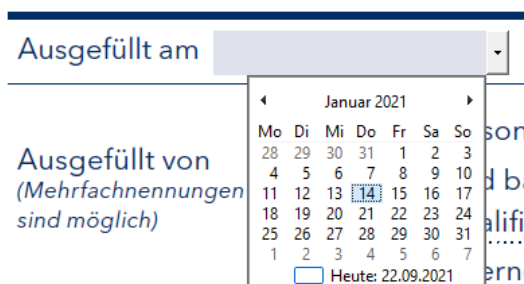 Ausgefüllt am
Januar 2021
Mo Di Mi Do Fr Sa So
28 29 30 31 1 2 3
4 5 6 7 8 9 10
11 12 13 14 15 16 17
18 19 20 21 22 23 24
25 26 27 28 29 30 31
1 2 3 4 5 6 7
Heute: 22.09.2021
Ausgefüllt von
(Mehrfachnennungen
sind möglich)